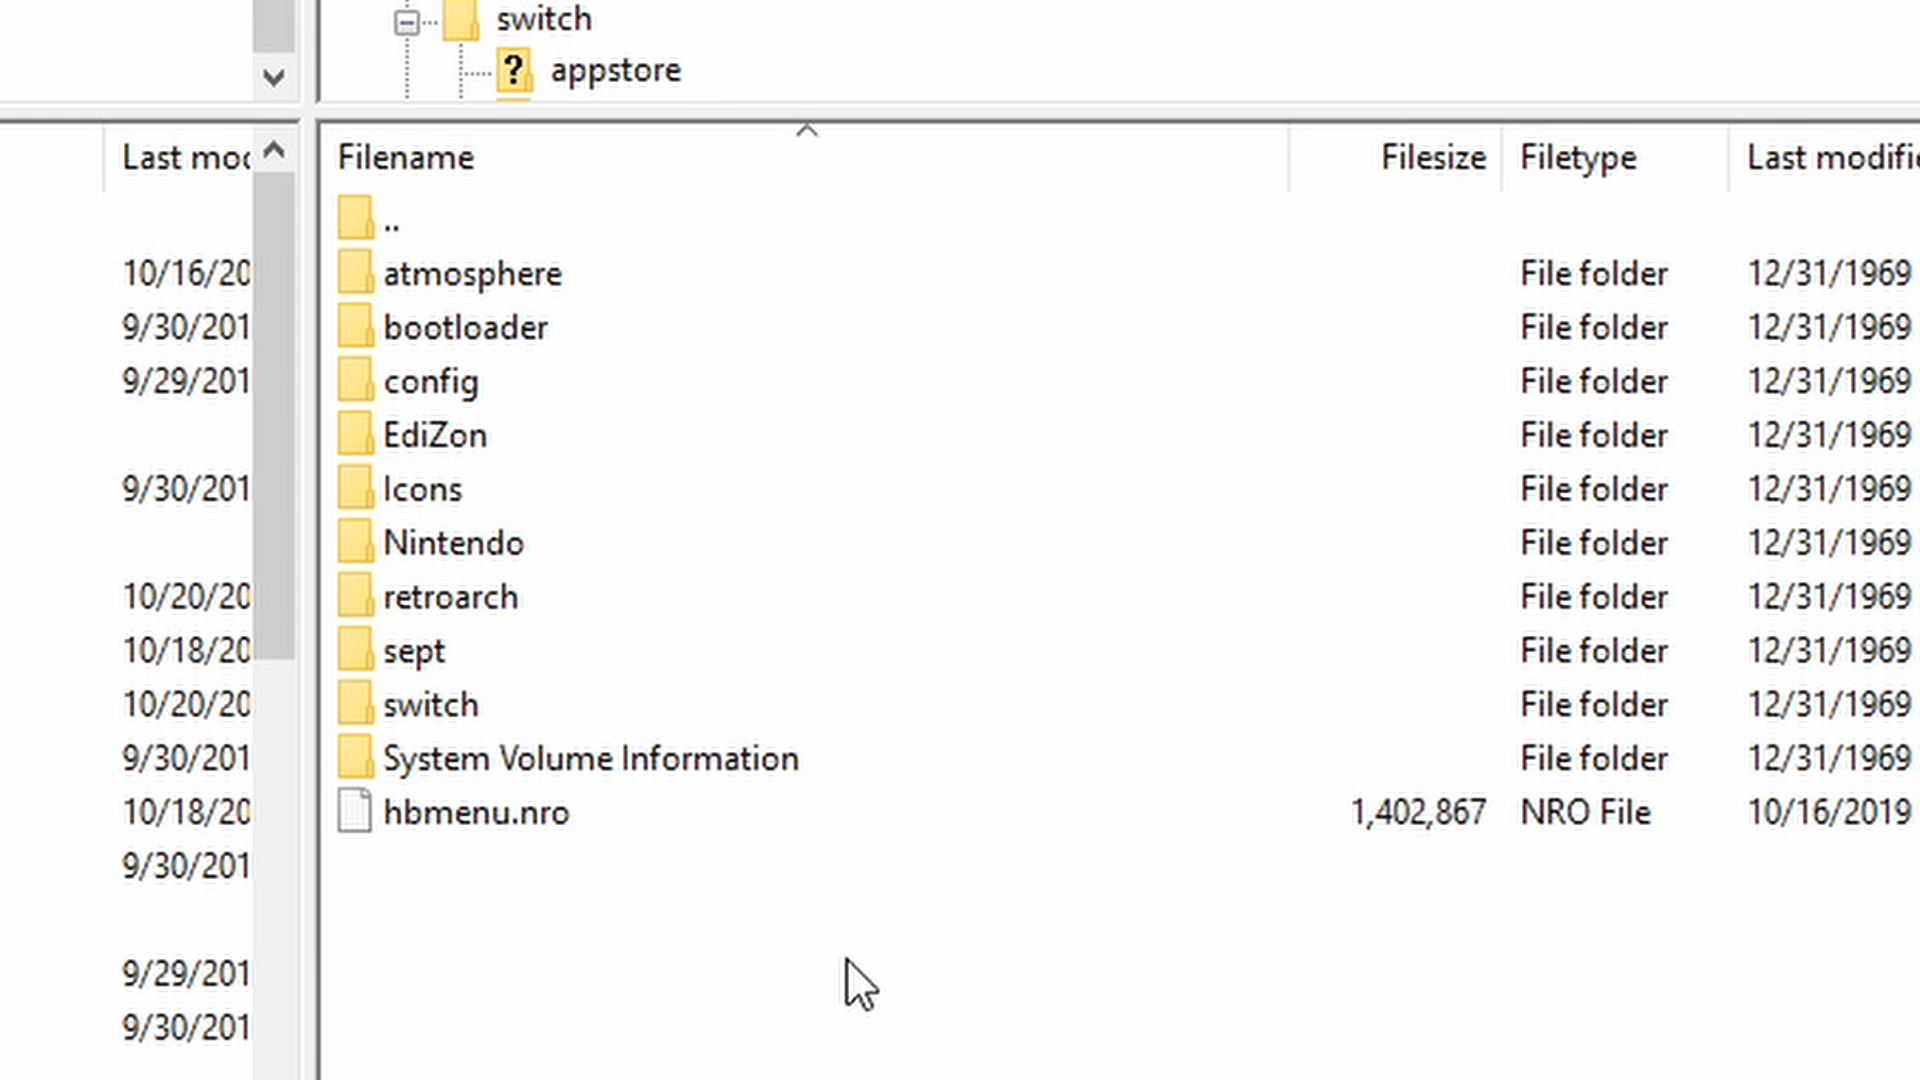 switch
appstore
Last moc
10/16/20
9/30/201
9/29/201
9/30/201
10/20/20
10/18/20
10/20/20
9/30/201
10/18/20
9/30/201
9/29/201
9/30/201
Filename Filesize Filetype Last modifie
..
atmosphere File folder 12/31/1969
bootloader File folder 12/31/1969
config File folder 12/31/1969
EdiZon File folder 12/31/1969
Icons File folder 12/31/1969
Nintendo File folder 12/31/1969
retroarch File folder 12/31/1969
sept File folder 12/31/1969
switch File folder 12/31/1969
System Volume Information File folder 12/31/1969
hbmenu.nro 1,402,867 NRO File 10/16/2019